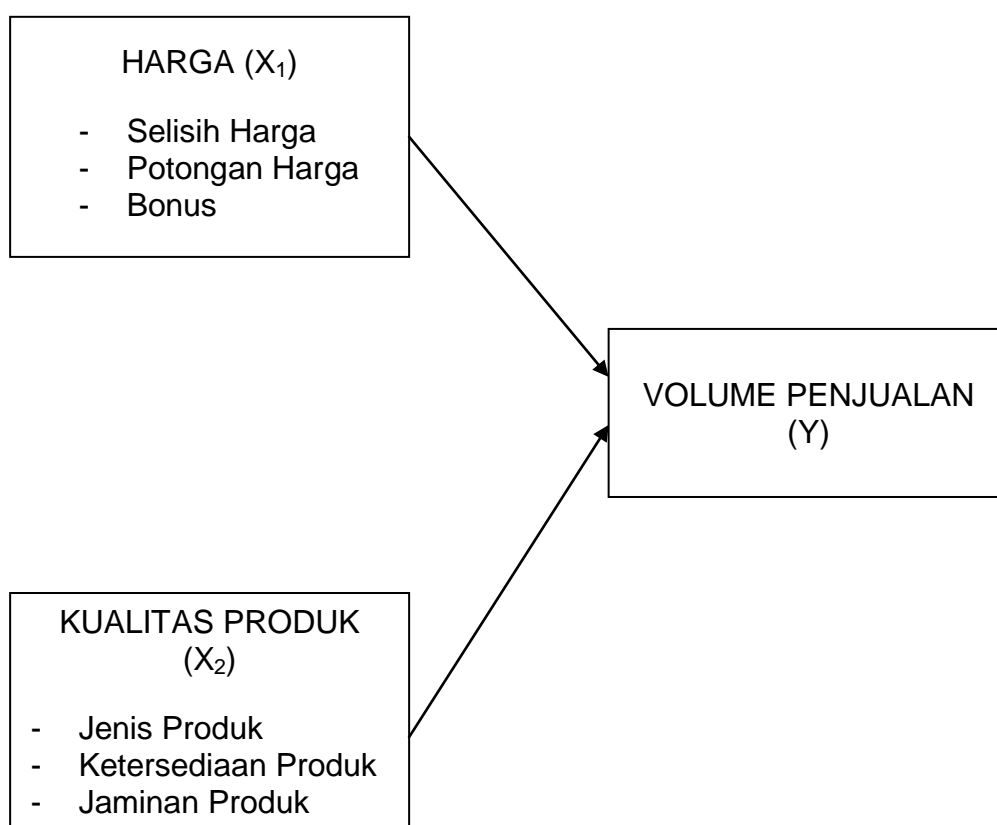 HARGA (X₁)
- Selisih Harga
- Potongan Harga
- Bonus
VOLUME PENJUALAN
(Y)
KUALITAS PRODUK
(X₂)
- Jenis Produk
- Ketersediaan Produk
- Jaminan Produk